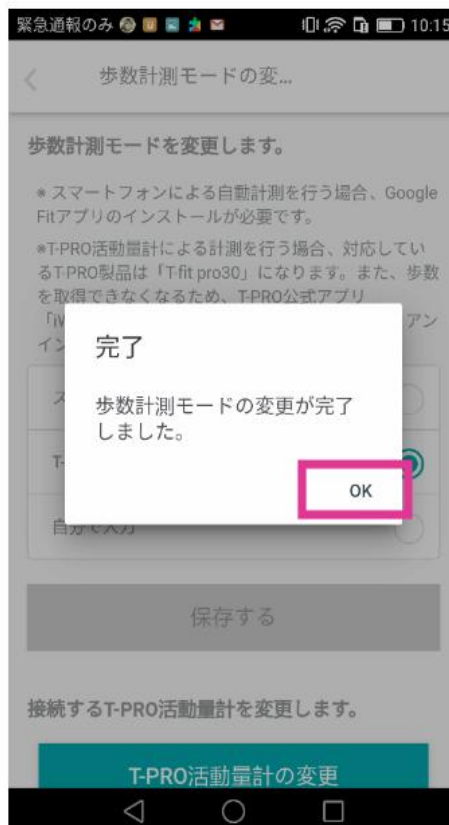 緊急通報のみ 10:15
歩数計測モードの変...
歩数計測モードを変更します。
* スマートフォンによる自動計測を行う場合、Google
Fitアプリのインストールが必要です。
*T-PRO活動量計による計測を行う場合、対応してい
るT-PRO製品は「T-fit pro30」になります。また、歩数
を取得できなくなるため、T-PRO公式アプリ
アン
完了
歩数計測モードの変更が完了
しました。
OK
自分で入力
保存する
接続するT-PRO活動量計を変更します。
T-PRO活動量計の変更